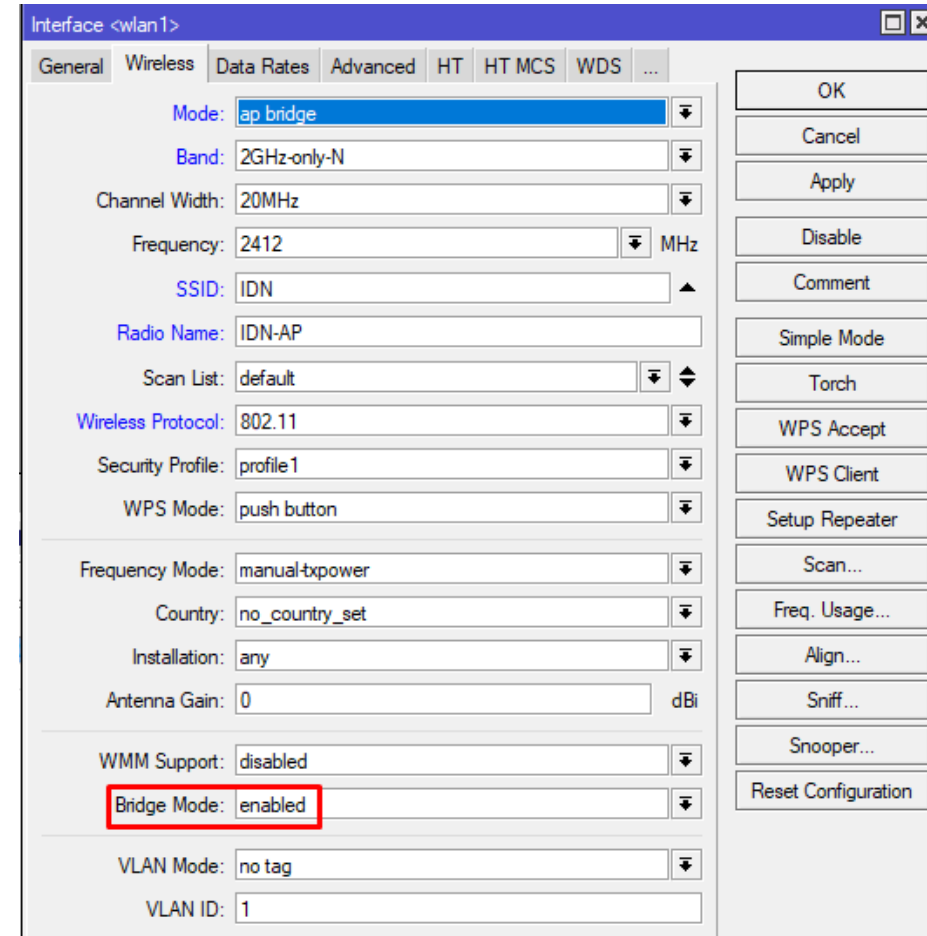 Interface <wlan1>
General Wireless Data Rates Advanced HT HT MCS WDS ...
Mode: ap bridge
Band: 2GHz-only-N
Channel Width: 20MHz
Frequency: 2412 MHz
SSID: IDN
Radio Name: IDN-AP
Scan List: default
Wireless Protocol: 802.11
Security Profile: profile1
WPS Mode: push button
Frequency Mode: manual-txpower
Country: no_country_set
Installation: any
Antenna Gain: 0 dBi
WMM Support: disabled
Bridge Mode: enabled
VLAN Mode: no tag
VLAN ID: 1
OK
Cancel
Apply
Disable
Comment
Simple Mode
Torch
WPS Accept
WPS Client
Setup Repeater
Scan...
Freq. Usage...
Align...
Sniff...
Snooper...
Reset Configuration